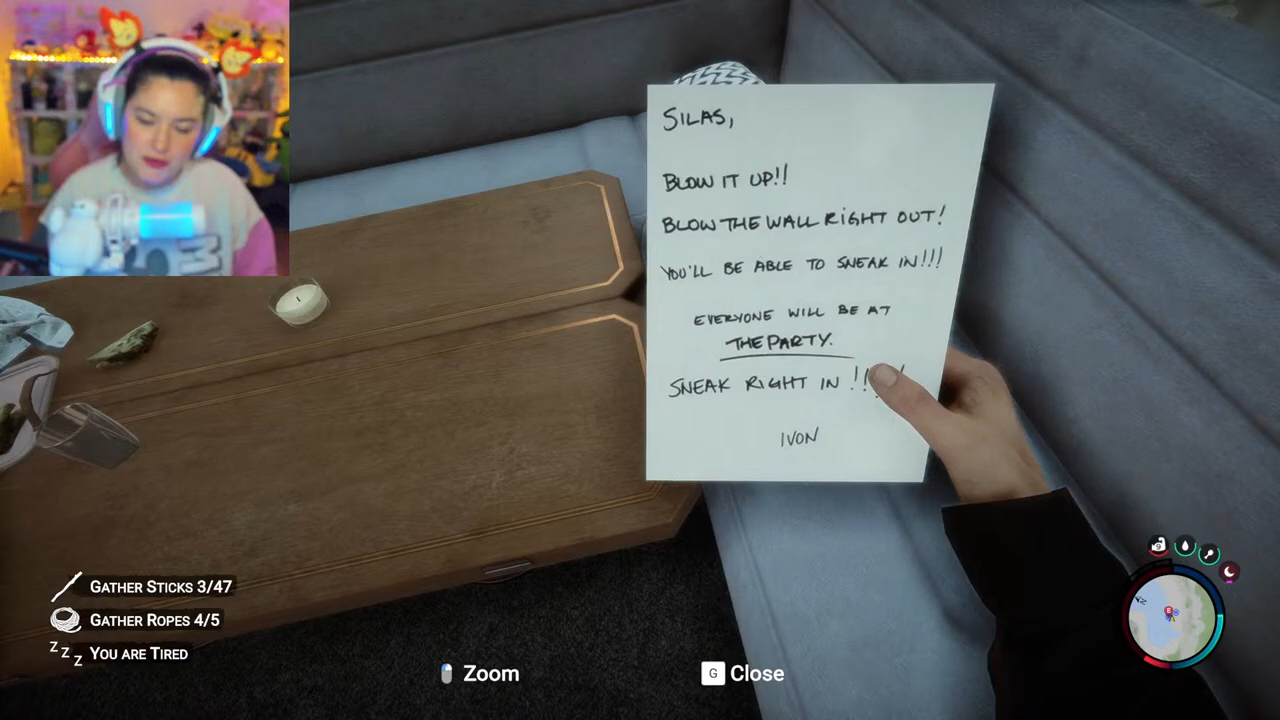 SILAS,
BLOW IT UP!!
BLOW THE WALL RIGHT OUT!
YOU'LL BE ABLE TO SNEAK IN!!!
EVERYONE WILL BE AT
THE PARTY.
SNEAK RIGHT IN !!
IVON
GATHER STICKS 3/47
GATHER ROPES 4/5
zzz YOU ARE TIRED
Zoom
G Close